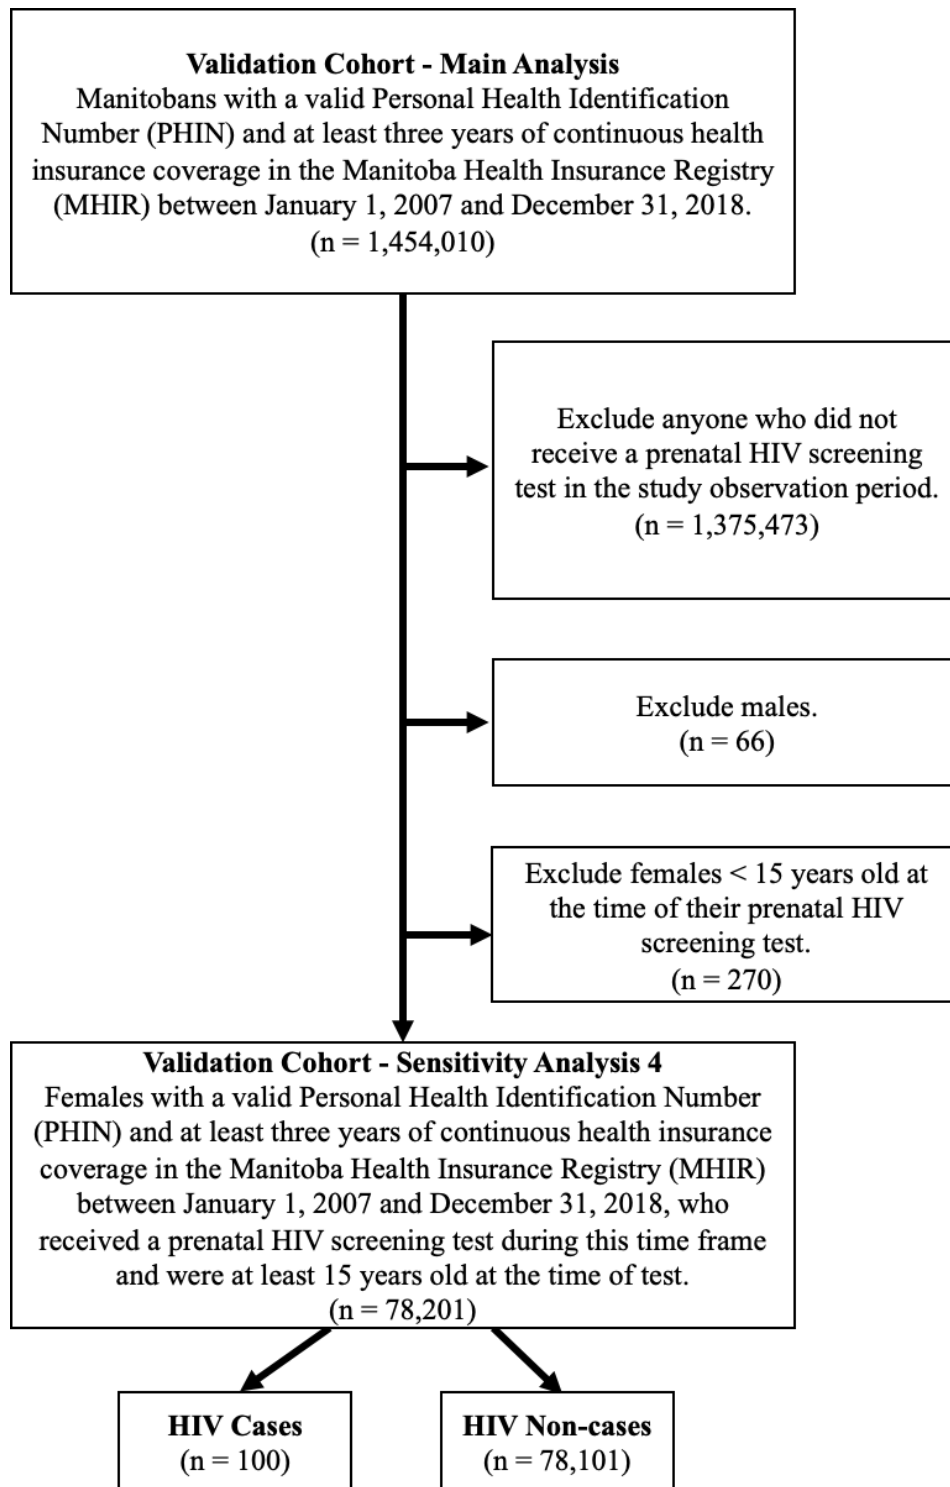 Validation Cohort - Main Analysis
Manitobans with a valid Personal Health Identification
Number (PHIN) and at least three years of continuous health
insurance coverage in the Manitoba Health Insurance Registry
(MHIR) between January 1, 2007 and December 31, 2018.
(n = 1,454,010)
Exclude anyone who did not
receive a prenatal HIV screening
test in the study observation period.
(n = 1,375,473)
Exclude males.
(n = 66)
Exclude females < 15 years old at
the time of their prenatal HIV
screening test.
(n = 270)
Validation Cohort - Sensitivity Analysis 4
Females with a valid Personal Health Identification Number
(PHIN) and at least three years of continuous health insurance
coverage in the Manitoba Health Insurance Registry (MHIR)
between January 1, 2007 and December 31, 2018, who
received a prenatal HIV screening test during this time frame
and were at least 15 years old at the time of test.
(n = 78,201)
HIV Cases
(n = 100)
HIV Non-cases
(n = 78,101)